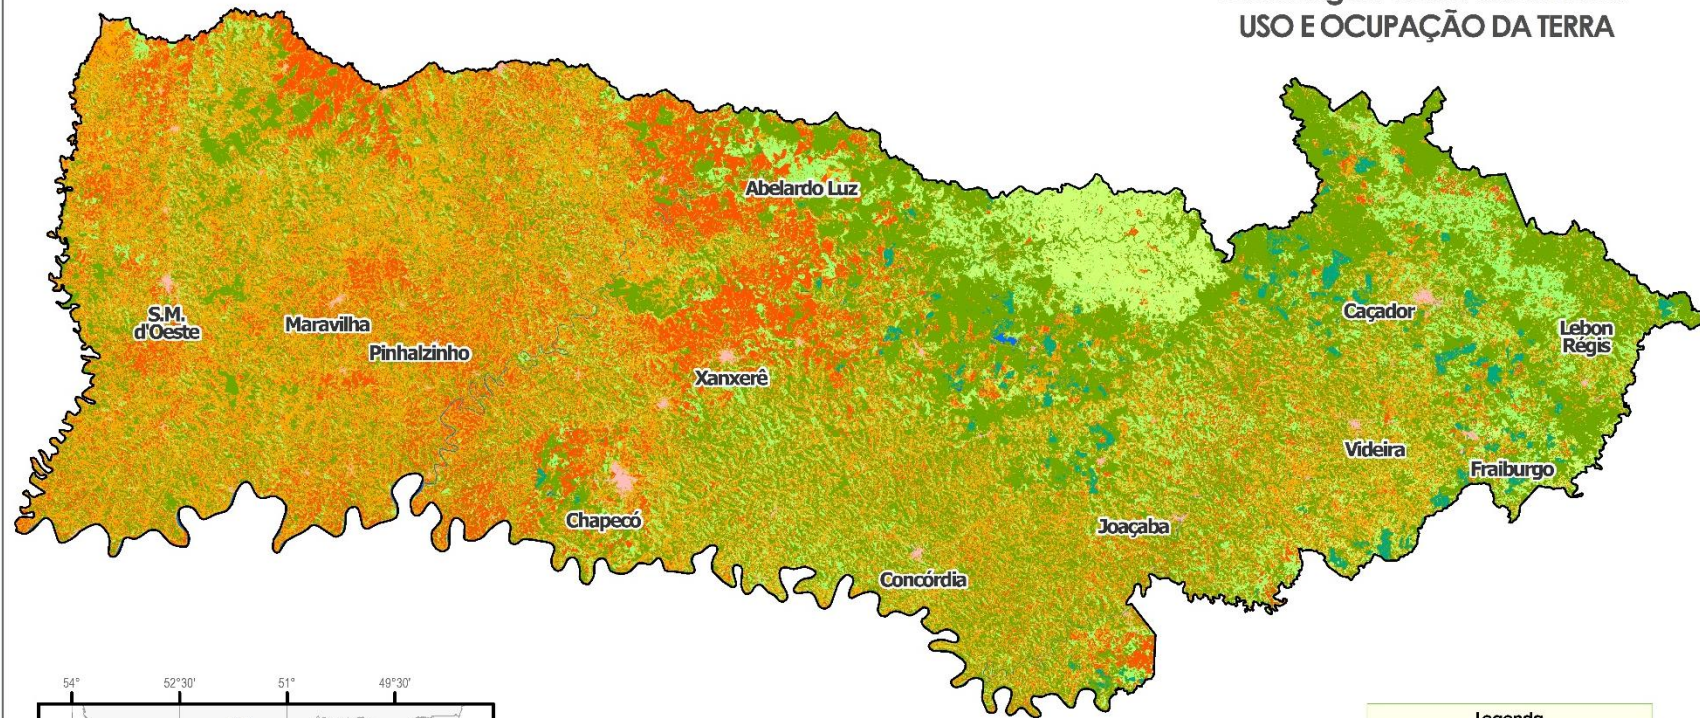 USO E OCUPAÇÃO DA TERRA
Abelardo Luz
S.M.
d'Oeste
Maravilha
Pinhalzinho
Xanxerê
Caçador
Lebon
Régis
Videira
Fraiburgo
Chapecó
Joaçaba
Concórdia
54° 52°30' 51° 49°30'
Legenda